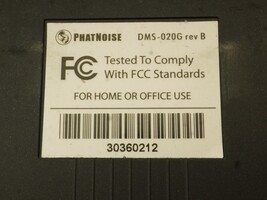 PHATNOISE DMS-020G rev B
FC Tested To Comply
With FCC Standards
FOR HOME OR OFFICE USE
30360212